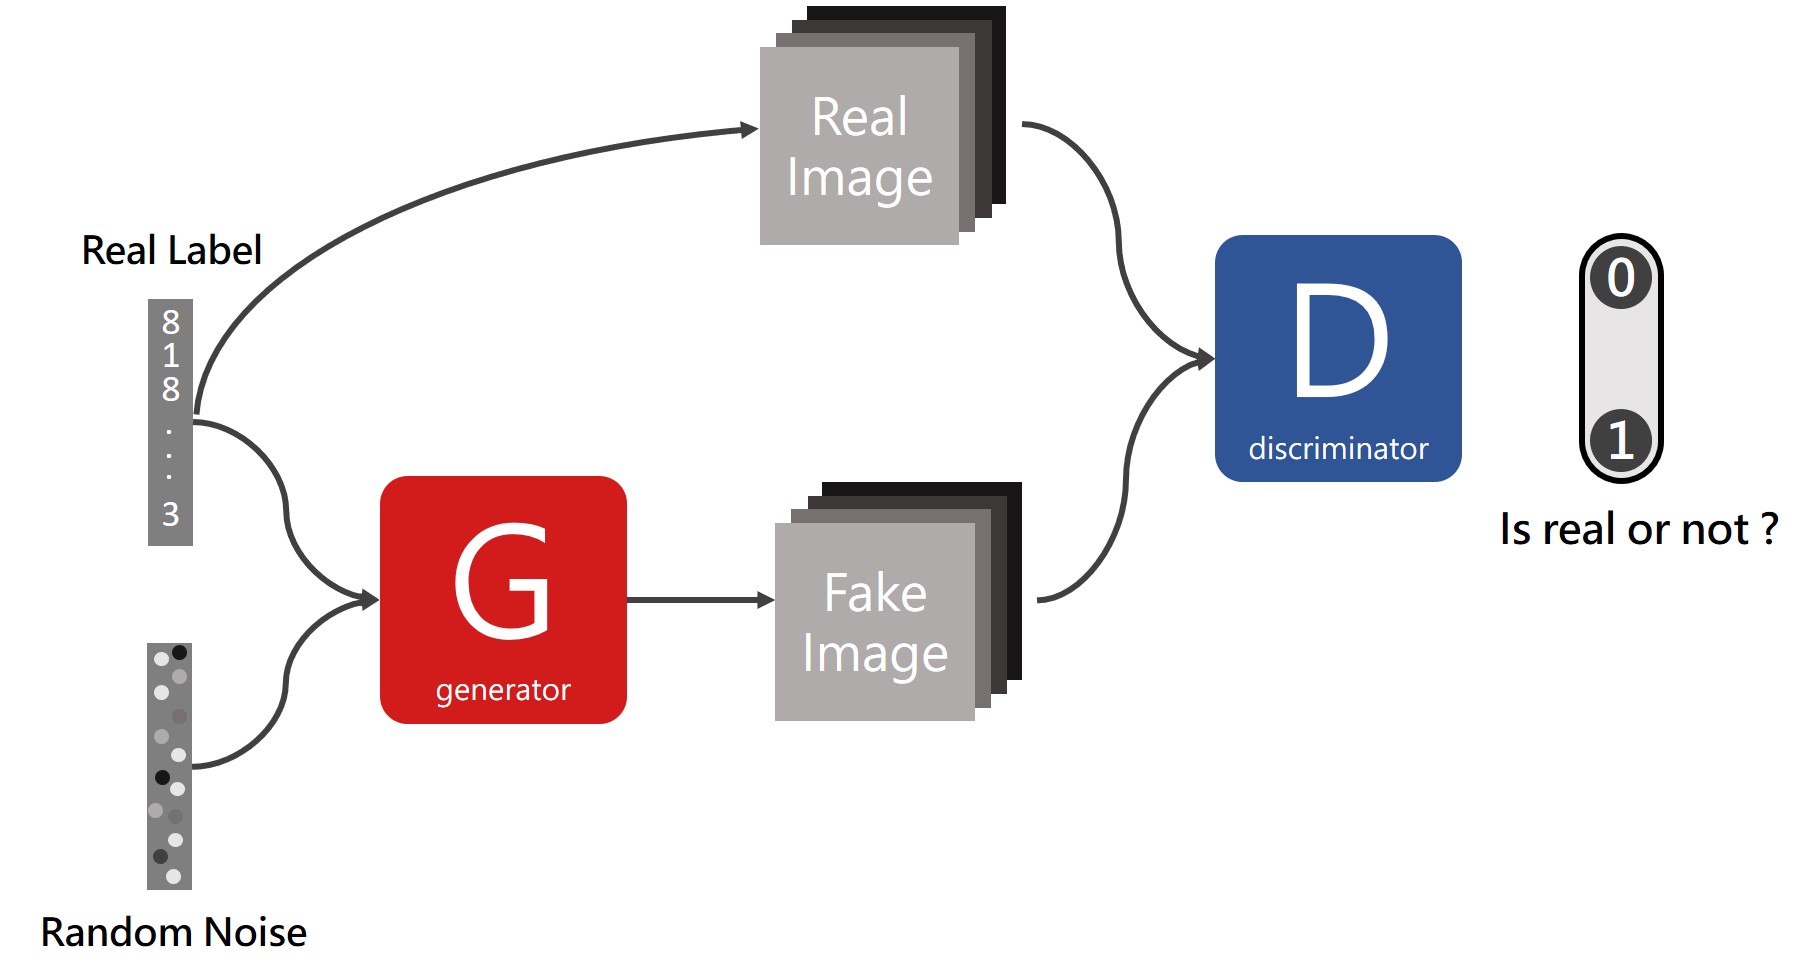 Real
Image
Real Label
8
1
8
.
.
.
3
G
generator
Fake
Image
D
discriminator
0
1
Is real or not ?
Random Noise